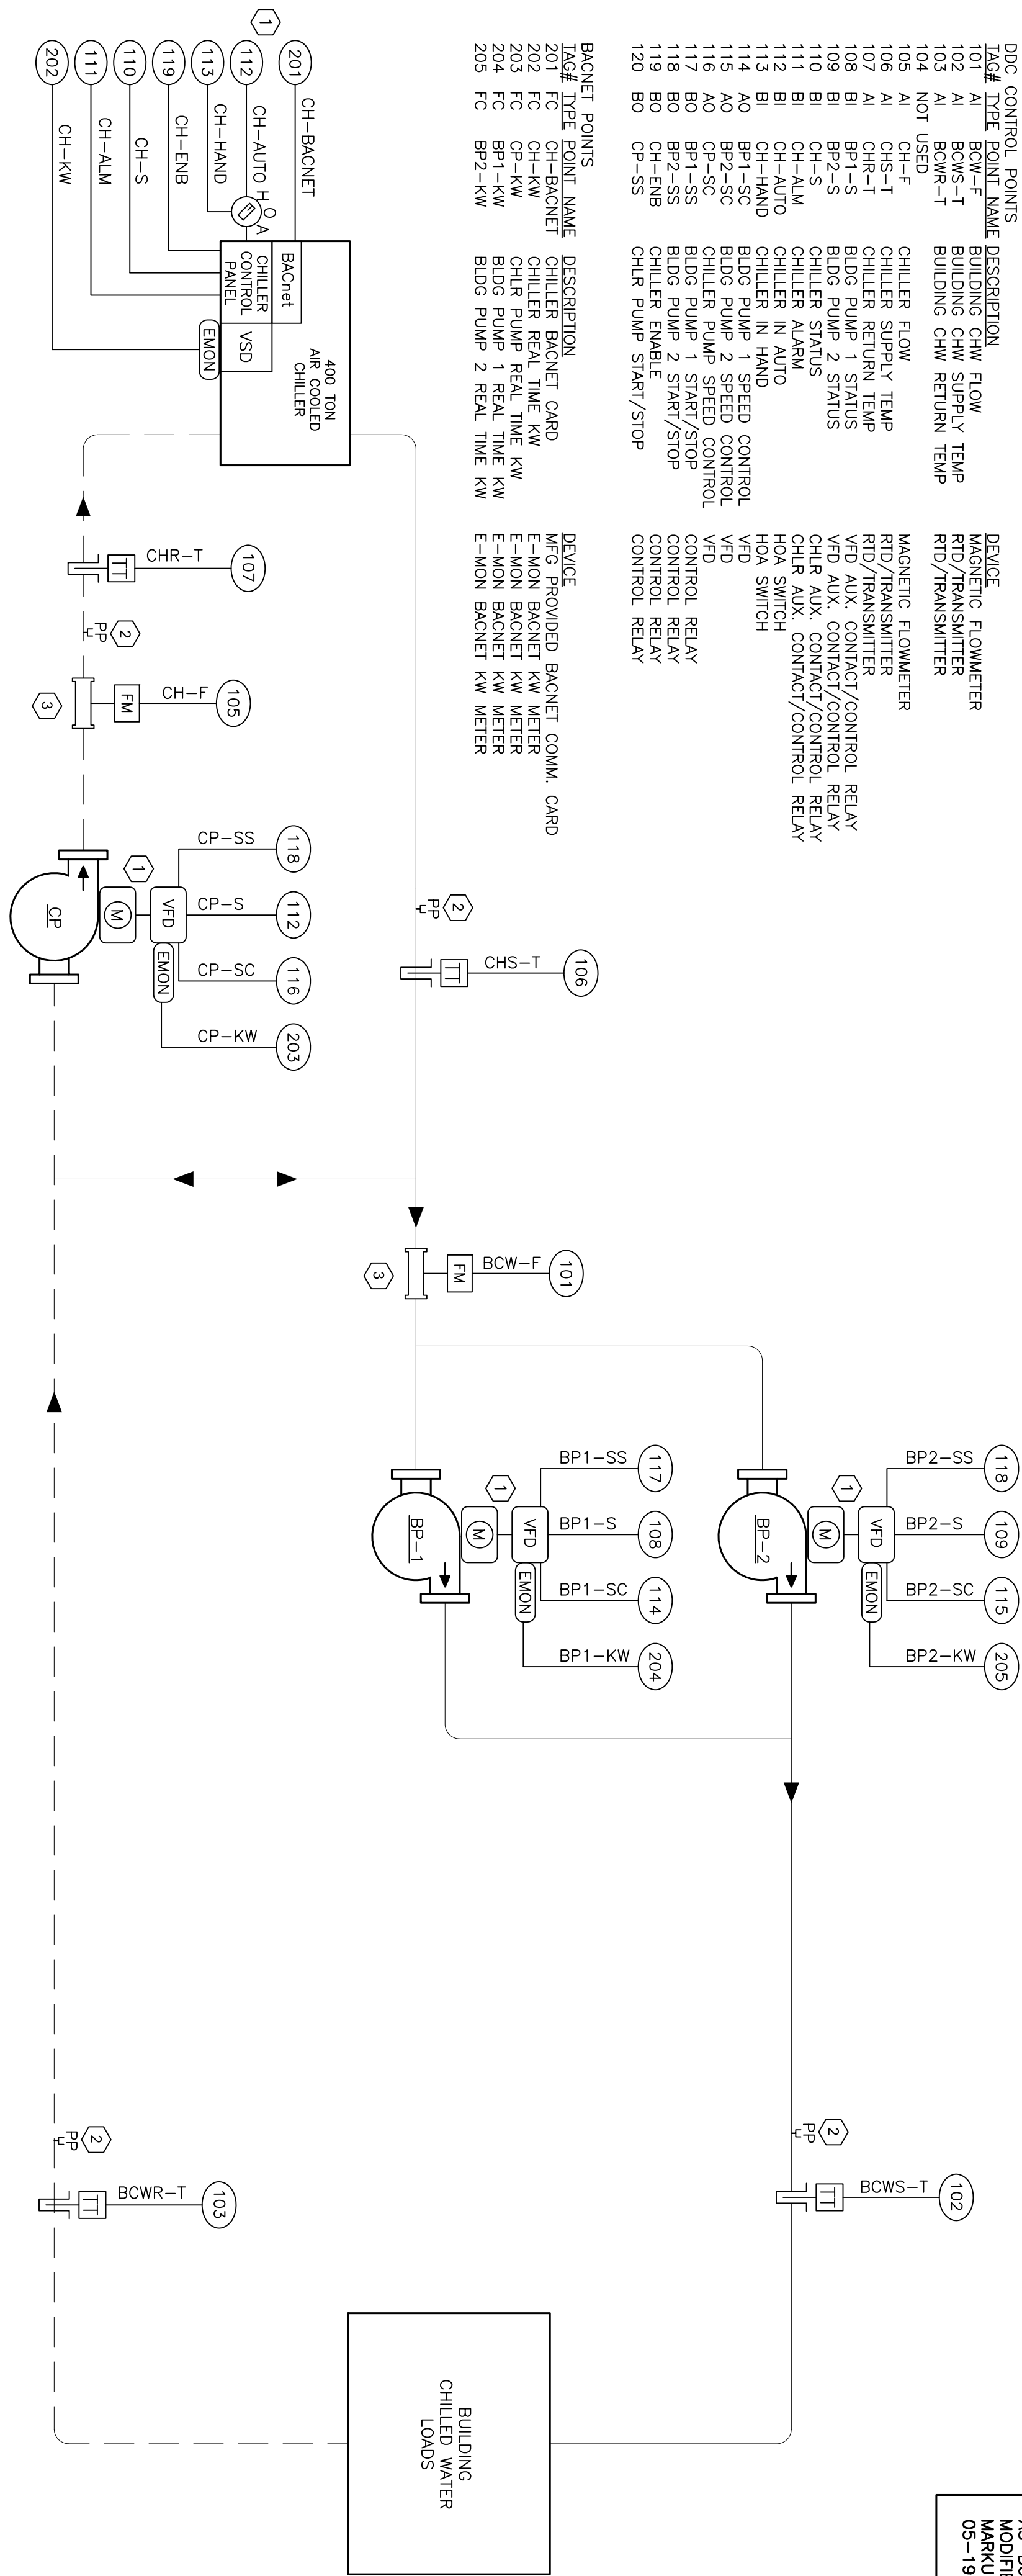 DDC CONTROL POINTS
TAG# TYPE POINT NAME DESCRIPTION DEVICE
101 AI BCW-F BUILDING CHW FLOW MAGNETIC FLOWMETER
102 AI BCWS-T BUILDING CHW SUPPLY TEMP RTD/TRANSMITTER
103 AI BCWR-T BUILDING CHW RETURN TEMP RTD/TRANSMITTER
104 NOT USED
105 AI CH-F CHILLER FLOW MAGNETIC FLOWMETER
106 AI CHS-T CHILLER SUPPLY TEMP RTD/TRANSMITTER
107 AI CHR-T CHILLER RETURN TEMP RTD/TRANSMITTER
108 BI BP1-S BLDG PUMP 1 STATUS VFD AUX. CONTACT/CONTROL RELAY
109 BI BP2-S BLDG PUMP 2 STATUS VFD AUX. CONTACT/CONTROL RELAY
110 BI CH-S CHILLER STATUS CHLR AUX. CONTACT/CONTROL RELAY
111 BI CH-ALM CHILLER ALARM CHLR AUX. CONTACT/CONTROL RELAY
112 BI CH-AUTO CHILLER IN AUTO HOA SWITCH
113 BI CH-HAND CHILLER IN HAND HOA SWITCH
114 AO BP1-SC BLDG PUMP 1 SPEED CONTROL VFD
115 AO BP2-SC BLDG PUMP 2 SPEED CONTROL VFD
116 AO CP-SC CHILLER PUMP SPEED CONTROL VFD
117 BO BP1-SS BLDG PUMP 1 START/STOP CONTROL RELAY
118 BO BP2-SS BLDG PUMP 2 START/STOP CONTROL RELAY
119 BO CH-ENB CHILLER ENABLE CONTROL RELAY
120 BO CP-SS CHLR PUMP START/STOP CONTROL RELAY
BACNET POINTS
TAG# TYPE POINT NAME DESCRIPTION DEVICE
201 FC CH-BACNET CHILLER BACNET CARD MFG PROVIDED BACNET COMM. CARD
202 FC CH-KW CHILLER REAL TIME KW E-MON BACNET KW METER
203 FC CP-KW CHLR PUMP REAL TIME KW E-MON BACNET KW METER
204 FC BP1-KW BLDG PUMP 1 REAL TIME KW E-MON BACNET KW METER
205 FC BP2-KW BLDG PUMP 2 REAL TIME KW E-MON BACNET KW METER
1
201 CH-BACNET
112 CH-AUTO
113 CH-HAND
H O A
119 CH-ENB
110 CH-S
111 CH-ALM
202 CH-KW
BACnet
CHILLER
CONTROL
PANEL
VSD
EMON
400 TON
AIR COOLED
CHILLER
107
CHR-T
TT
2
PP
105
CH-F
FM
3
118 112 116 203
CP-SS CP-S CP-SC CP-KW
VFD EMON
1
M
CP
2
PP
106
CHS-T
TT
101
BCW-F
FM
3
118 109 115 205
BP2-SS BP2-S BP2-SC BP2-KW
VFD EMON
1
M
BP-2
117 108 114 204
BP1-SS BP1-S BP1-SC BP1-KW
VFD EMON
1
M
BP-1
2
PP
102
BCWS-T
TT
2
PP
103
BCWR-T
TT
BUILDING
CHILLED WATER
LOADS
05-19